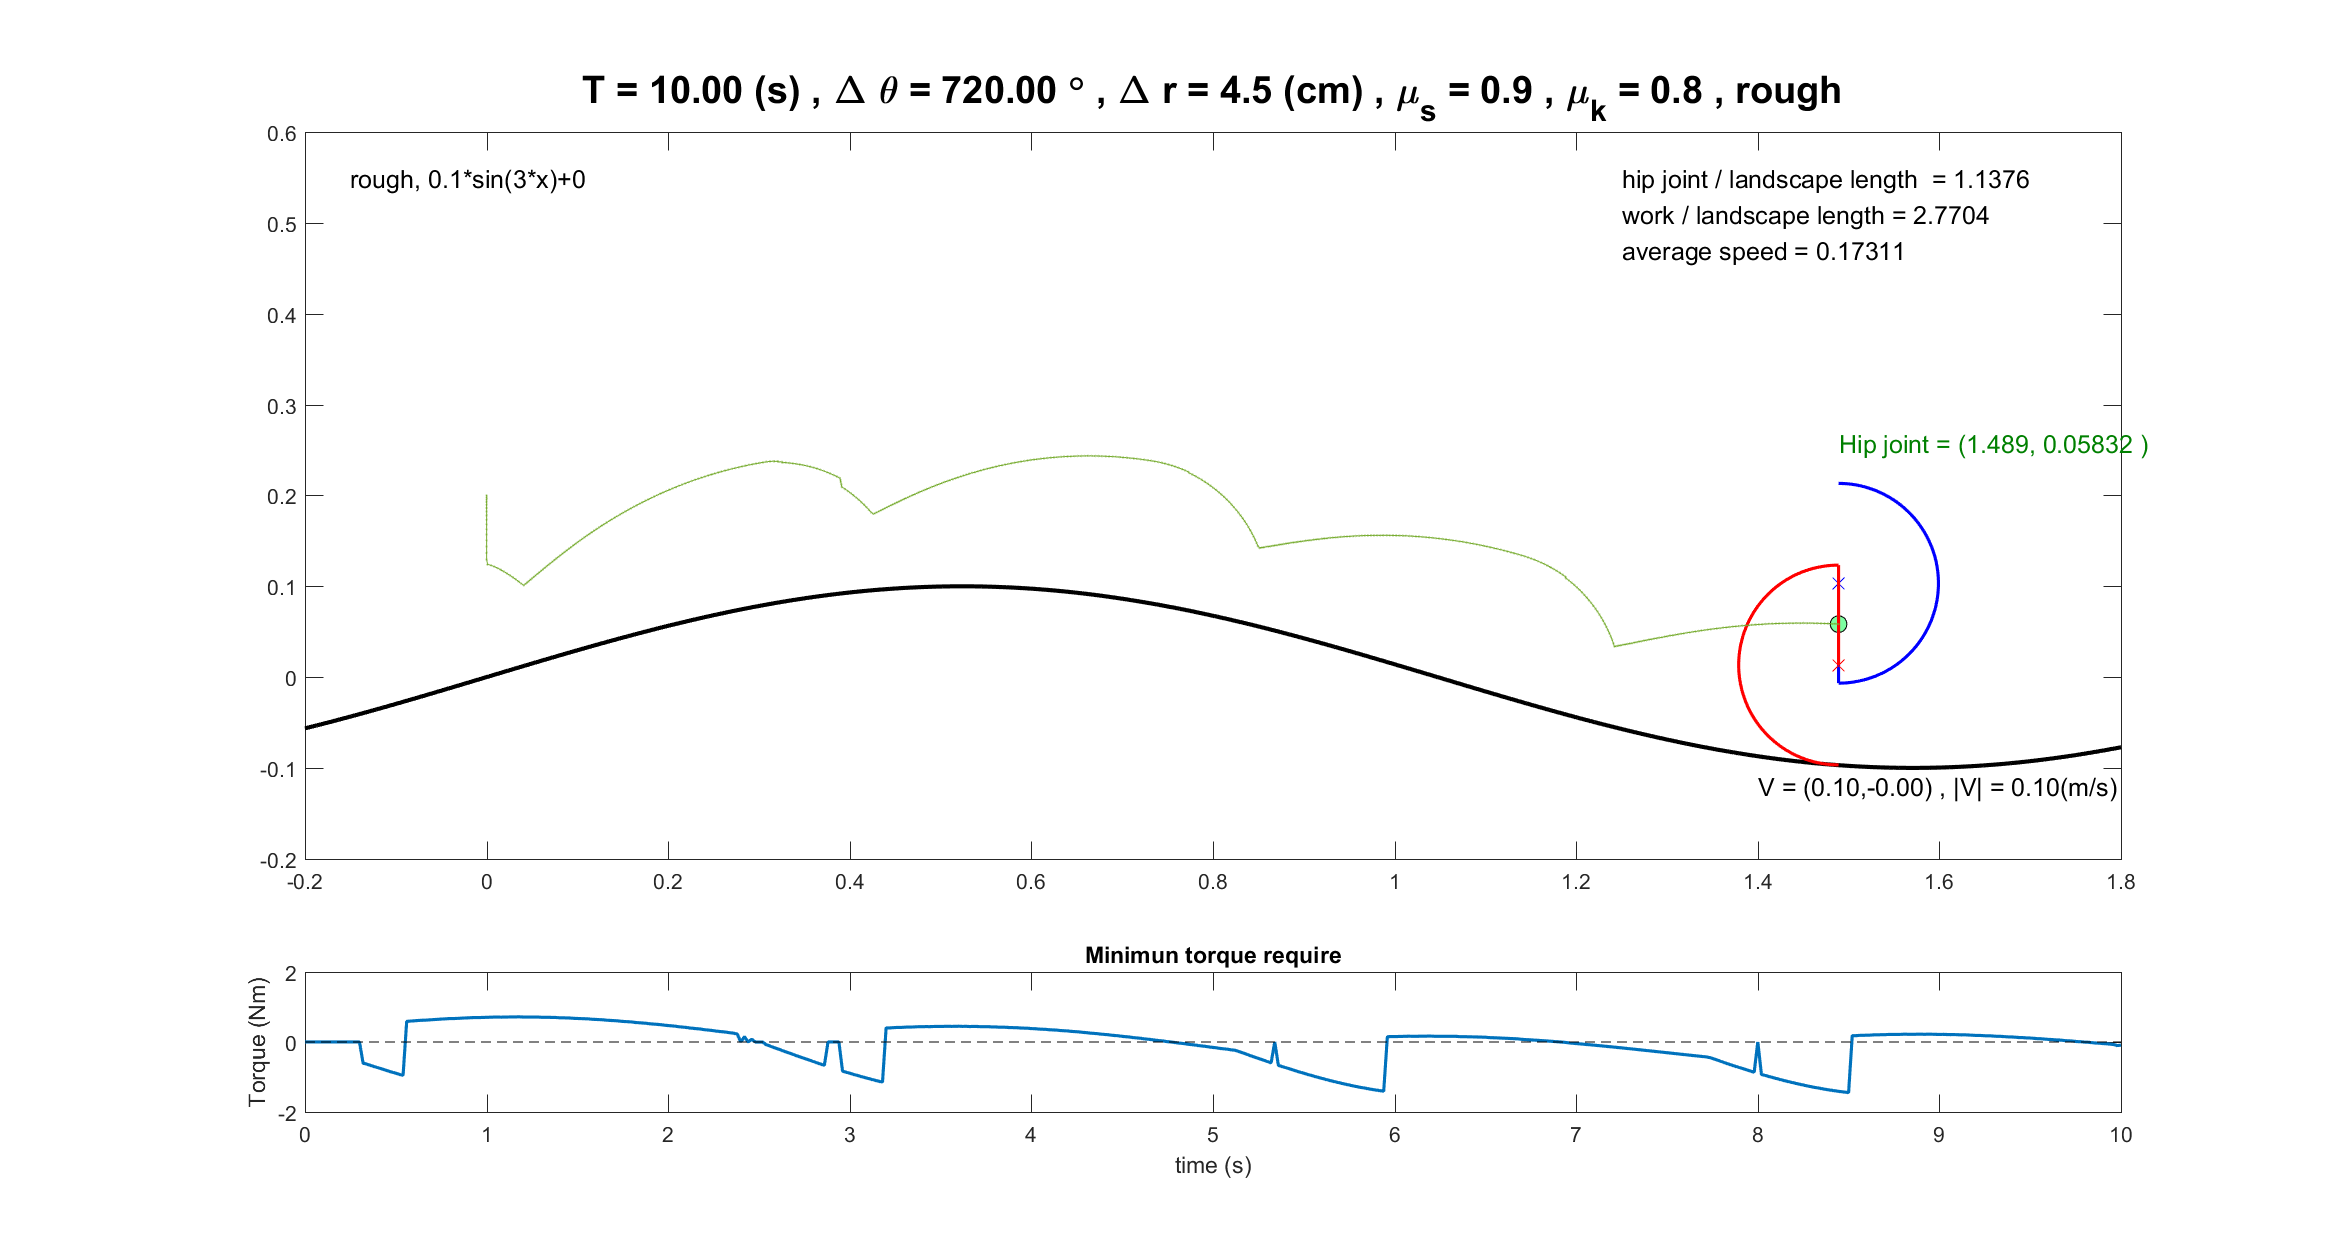 T = 10.00 (s) , Δ θ = 720.00 ° , Δ r = 4.5 (cm) , μs = 0.9 , μk = 0.8 , rough
0.6
rough, 0.1*sin(3*x)+0
hip joint / landscape length  = 1.1376
0.5
work / landscape length = 2.7704
average speed = 0.17311
0.4
0.3
Hip joint = (1.489, 0.05832 )
0.2
0.1
0
-0.1
V = (0.10,-0.00) , |V| = 0.10(m/s)
-0.2
-0.2 0 0.2 0.4 0.6 0.8 1 1.2 1.4 1.6 1.8
Minimun torque require
Torque (Nm)
2
0
-2
0 1 2 3 4 5 6 7 8 9 10
time (s)